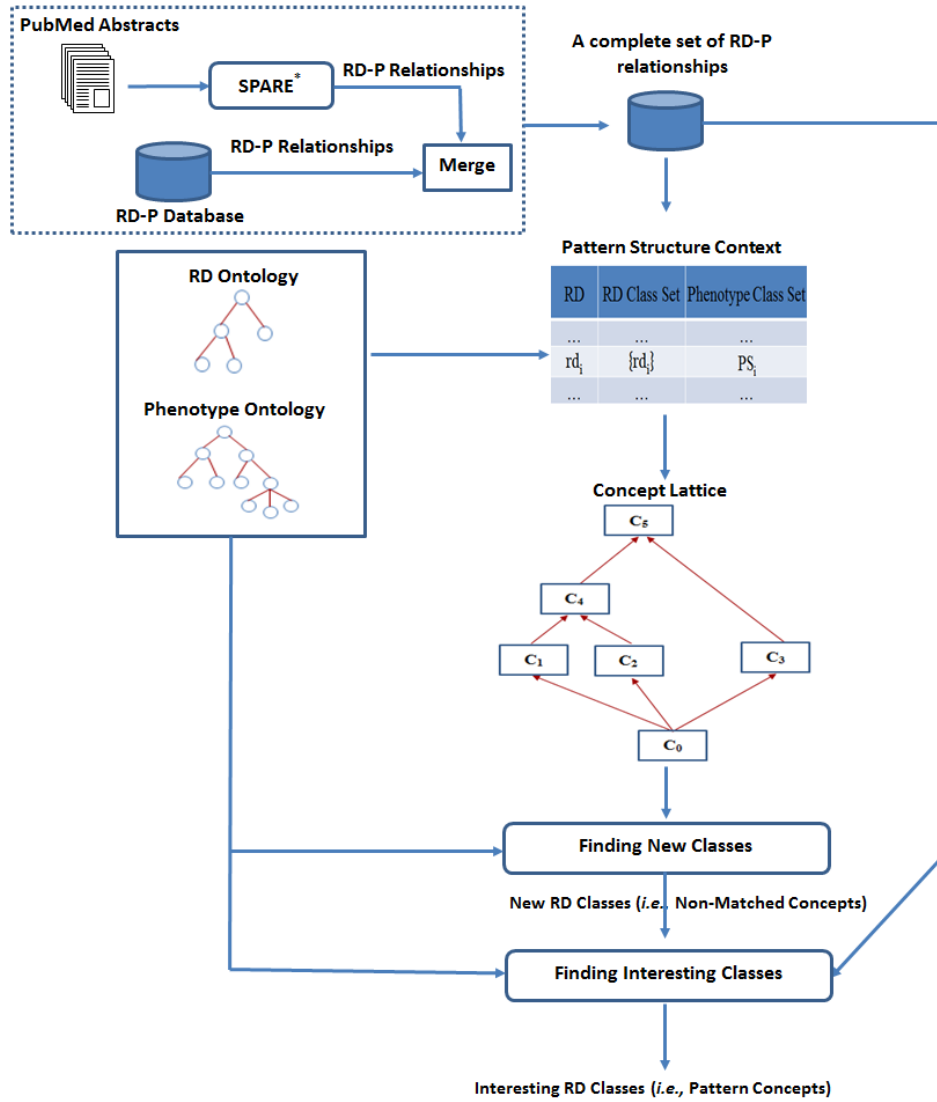 PubMed Abstracts
SPARE*
RD-P Relationships
RD-P Relationships
Merge
RD-P Database
A complete set of RD-P
relationships
RD Ontology
Phenotype Ontology
Pattern Structure Context
RD RD Class Set Phenotype Class Set
... ... ...
rdᵢ {rdᵢ} PSᵢ
... ... ...
Concept Lattice
C₅
C₄
C₁ C₂ C₃
C₀
Finding New Classes
New RD Classes (i.e., Non-Matched Concepts)
Finding Interesting Classes
Interesting RD Classes (i.e., Pattern Concepts)